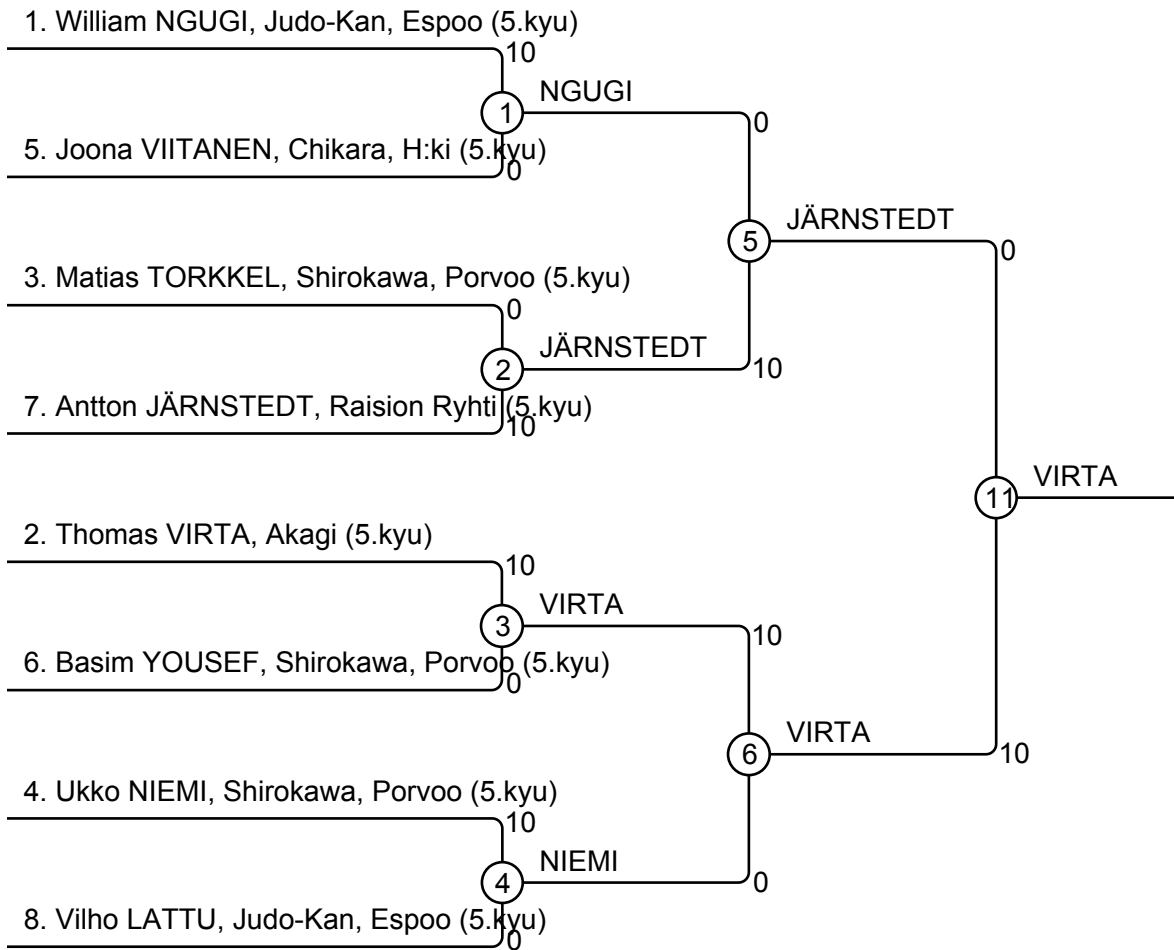 1. William NGUGI, Judo-Kan, Espoo (5.kyu)
10
NGUGI
1
0
5. Joona VIITANEN, Chikara, H:ki (5.kyu)
0
JÄRNSTEDT
5
0
3. Matias TORKKEL, Shirokawa, Porvoo (5.kyu)
0
JÄRNSTEDT
2
10
7. Antton JÄRNSTEDT, Raision Ryhti (5.kyu)
10
VIRTA
11
2. Thomas VIRTA, Akagi (5.kyu)
10
VIRTA
3
10
6. Basim YOUSEF, Shirokawa, Porvoo (5.kyu)
0
VIRTA
6
10
4. Ukko NIEMI, Shirokawa, Porvoo (5.kyu)
10
NIEMI
4
0
8. Vilho LATTU, Judo-Kan, Espoo (5.kyu)
0